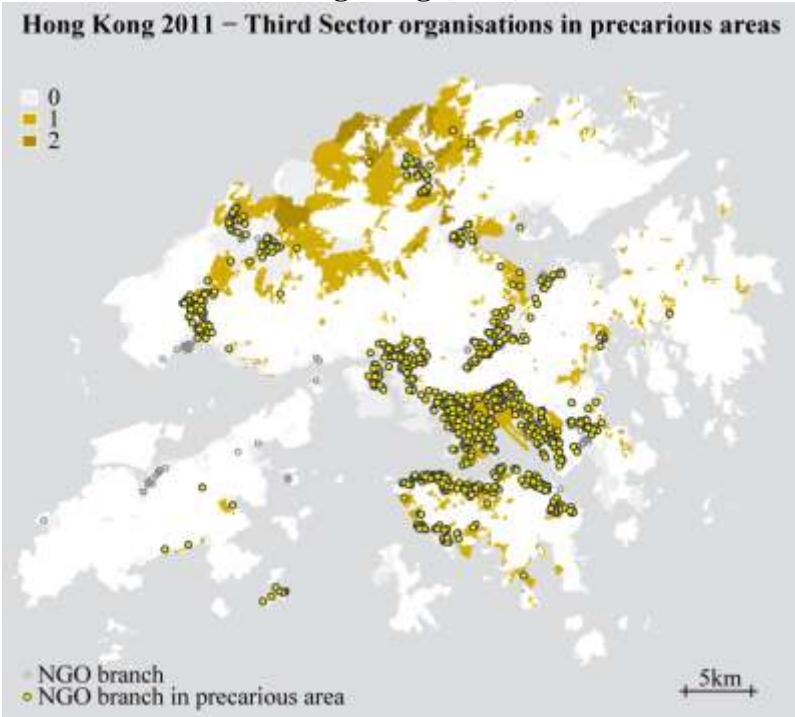 Hong Kong 2011 − Third Sector organisations in precarious areas
0
1
2
NGO branch
NGO branch in precarious area
5km